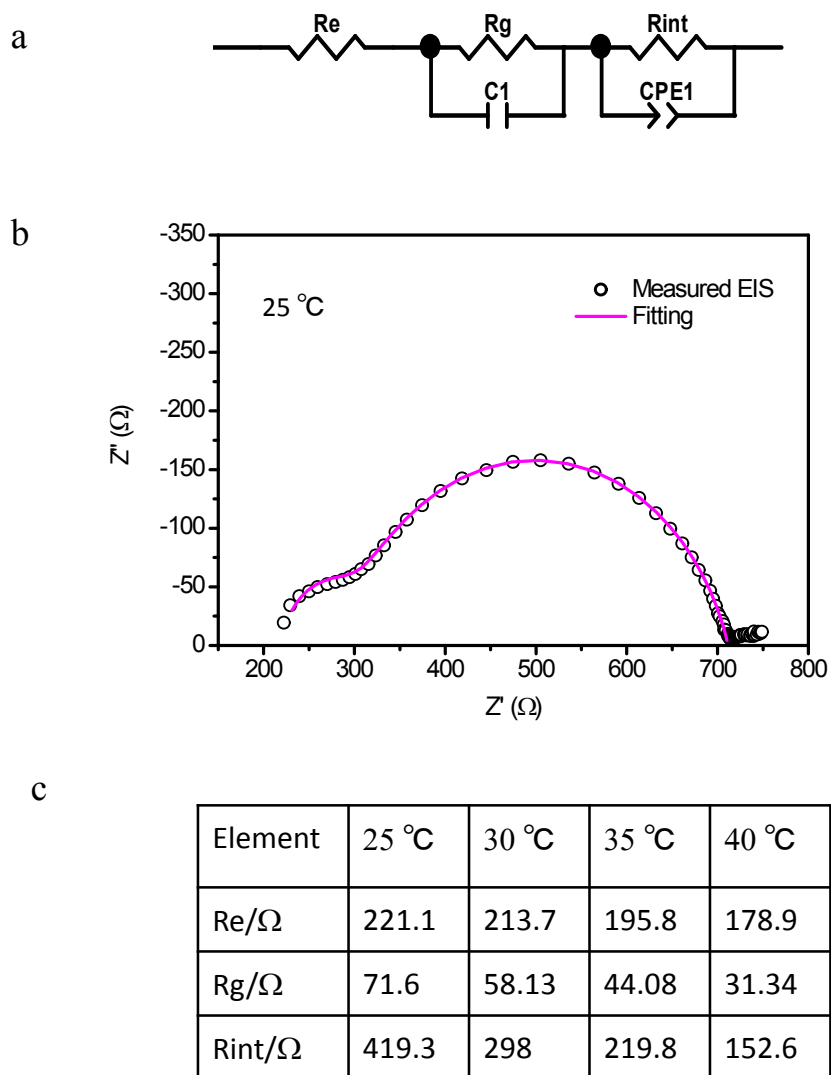 a
Re
Rg
Rint
C1
CPE1
b
-350
-300
-250
-200
-150
-100
-50
0
Z" (Ω)
25 °C
Measured EIS
Fitting
200 300 400 500 600 700 800
Z' (Ω)
c
Element 25 °C 30 °C 35 °C 40 °C
Re/Ω 221.1 213.7 195.8 178.9
Rg/Ω 71.6 58.13 44.08 31.34
Rint/Ω 419.3 298 219.8 152.6